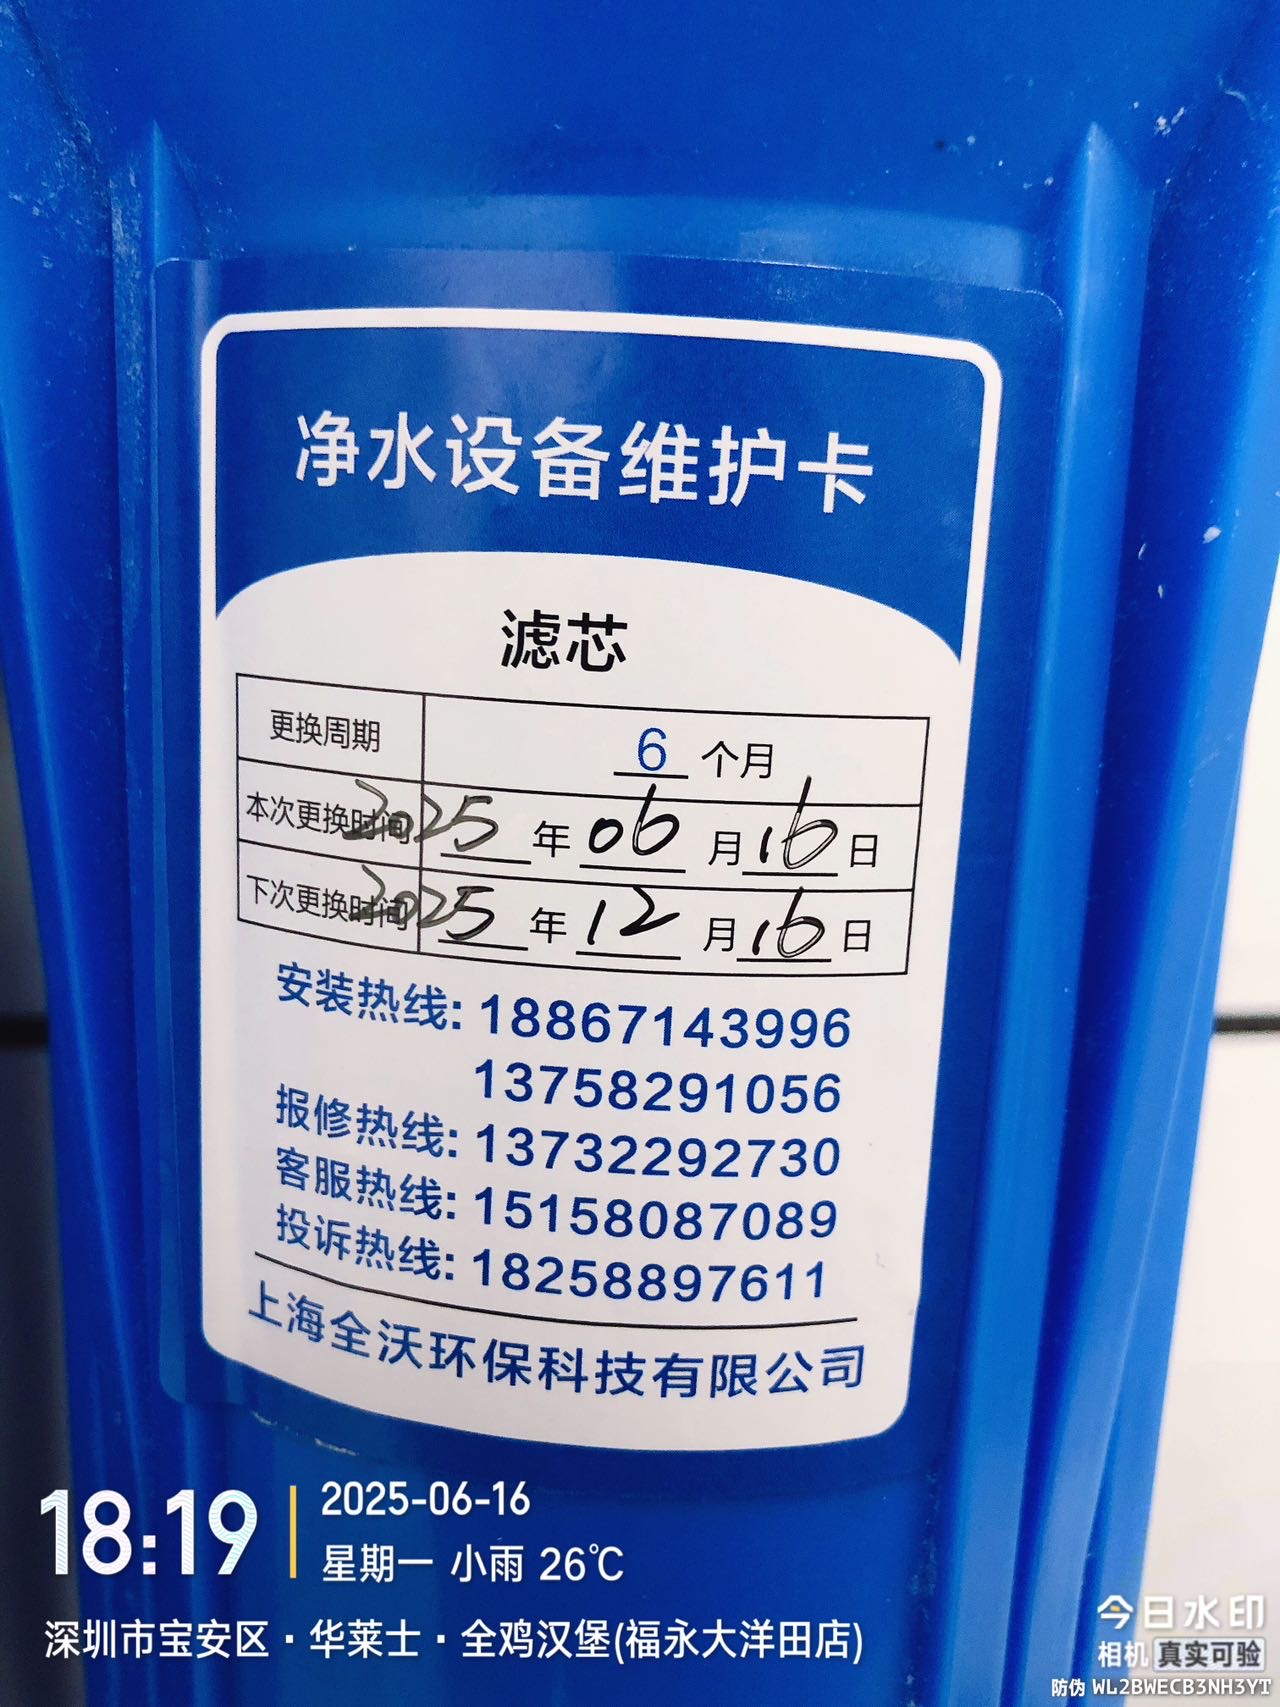 净水设备维护卡
滤芯
更换周期 6 个月
本次更换时间 2025 年 06 月 16 日
下次更换时间 2025 年 12 月 16 日
安装热线: 18867143996
13758291056
报修热线: 13732292730
客服热线: 15158087089
投诉热线: 18258897611
上海全沃环保科技有限公司
18:19
2025-06-16
星期一 小雨 26℃
深圳市宝安区·华莱士·全鸡汉堡(福永大洋田店)
今日水印
相机 真实可验
防伪 WL2BWECB3NH3YT